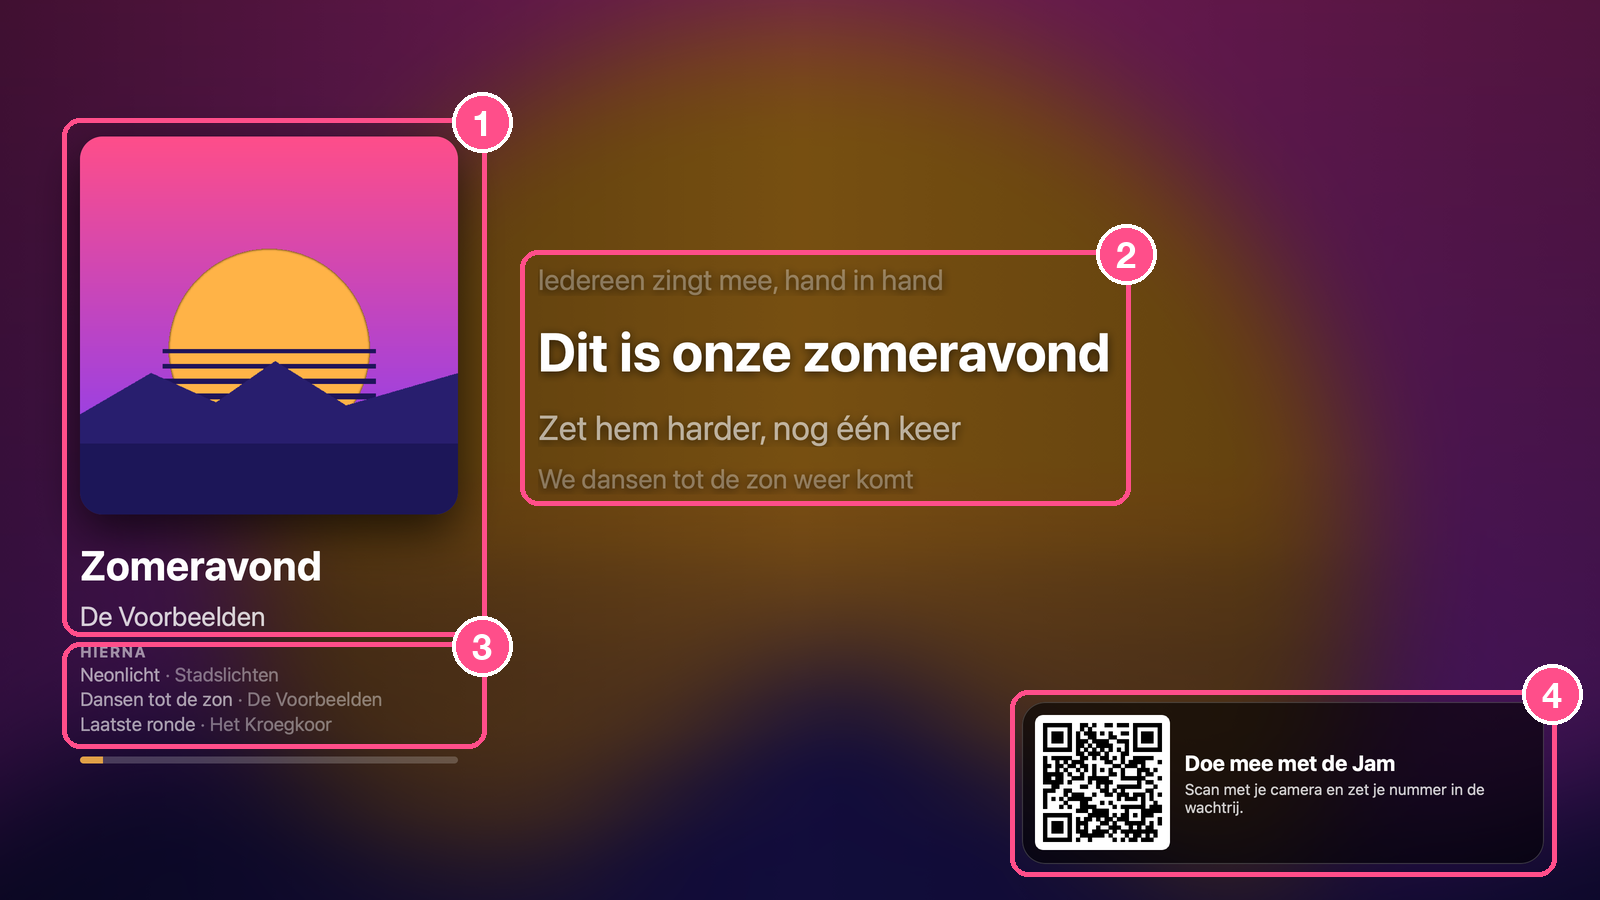 1
Zomeravond
De Voorbeelden
2
Iedereen zingt mee, hand in hand
Dit is onze zomeravond
Zet hem harder, nog één keer
We dansen tot de zon weer komt
3
HIERNA
Neonlicht · Stadslichten
Dansen tot de zon · De Voorbeelden
Laatste ronde · Het Kroegkoor
4
Doe mee met de Jam
Scan met je camera en zet je nummer in de
wachtrij.